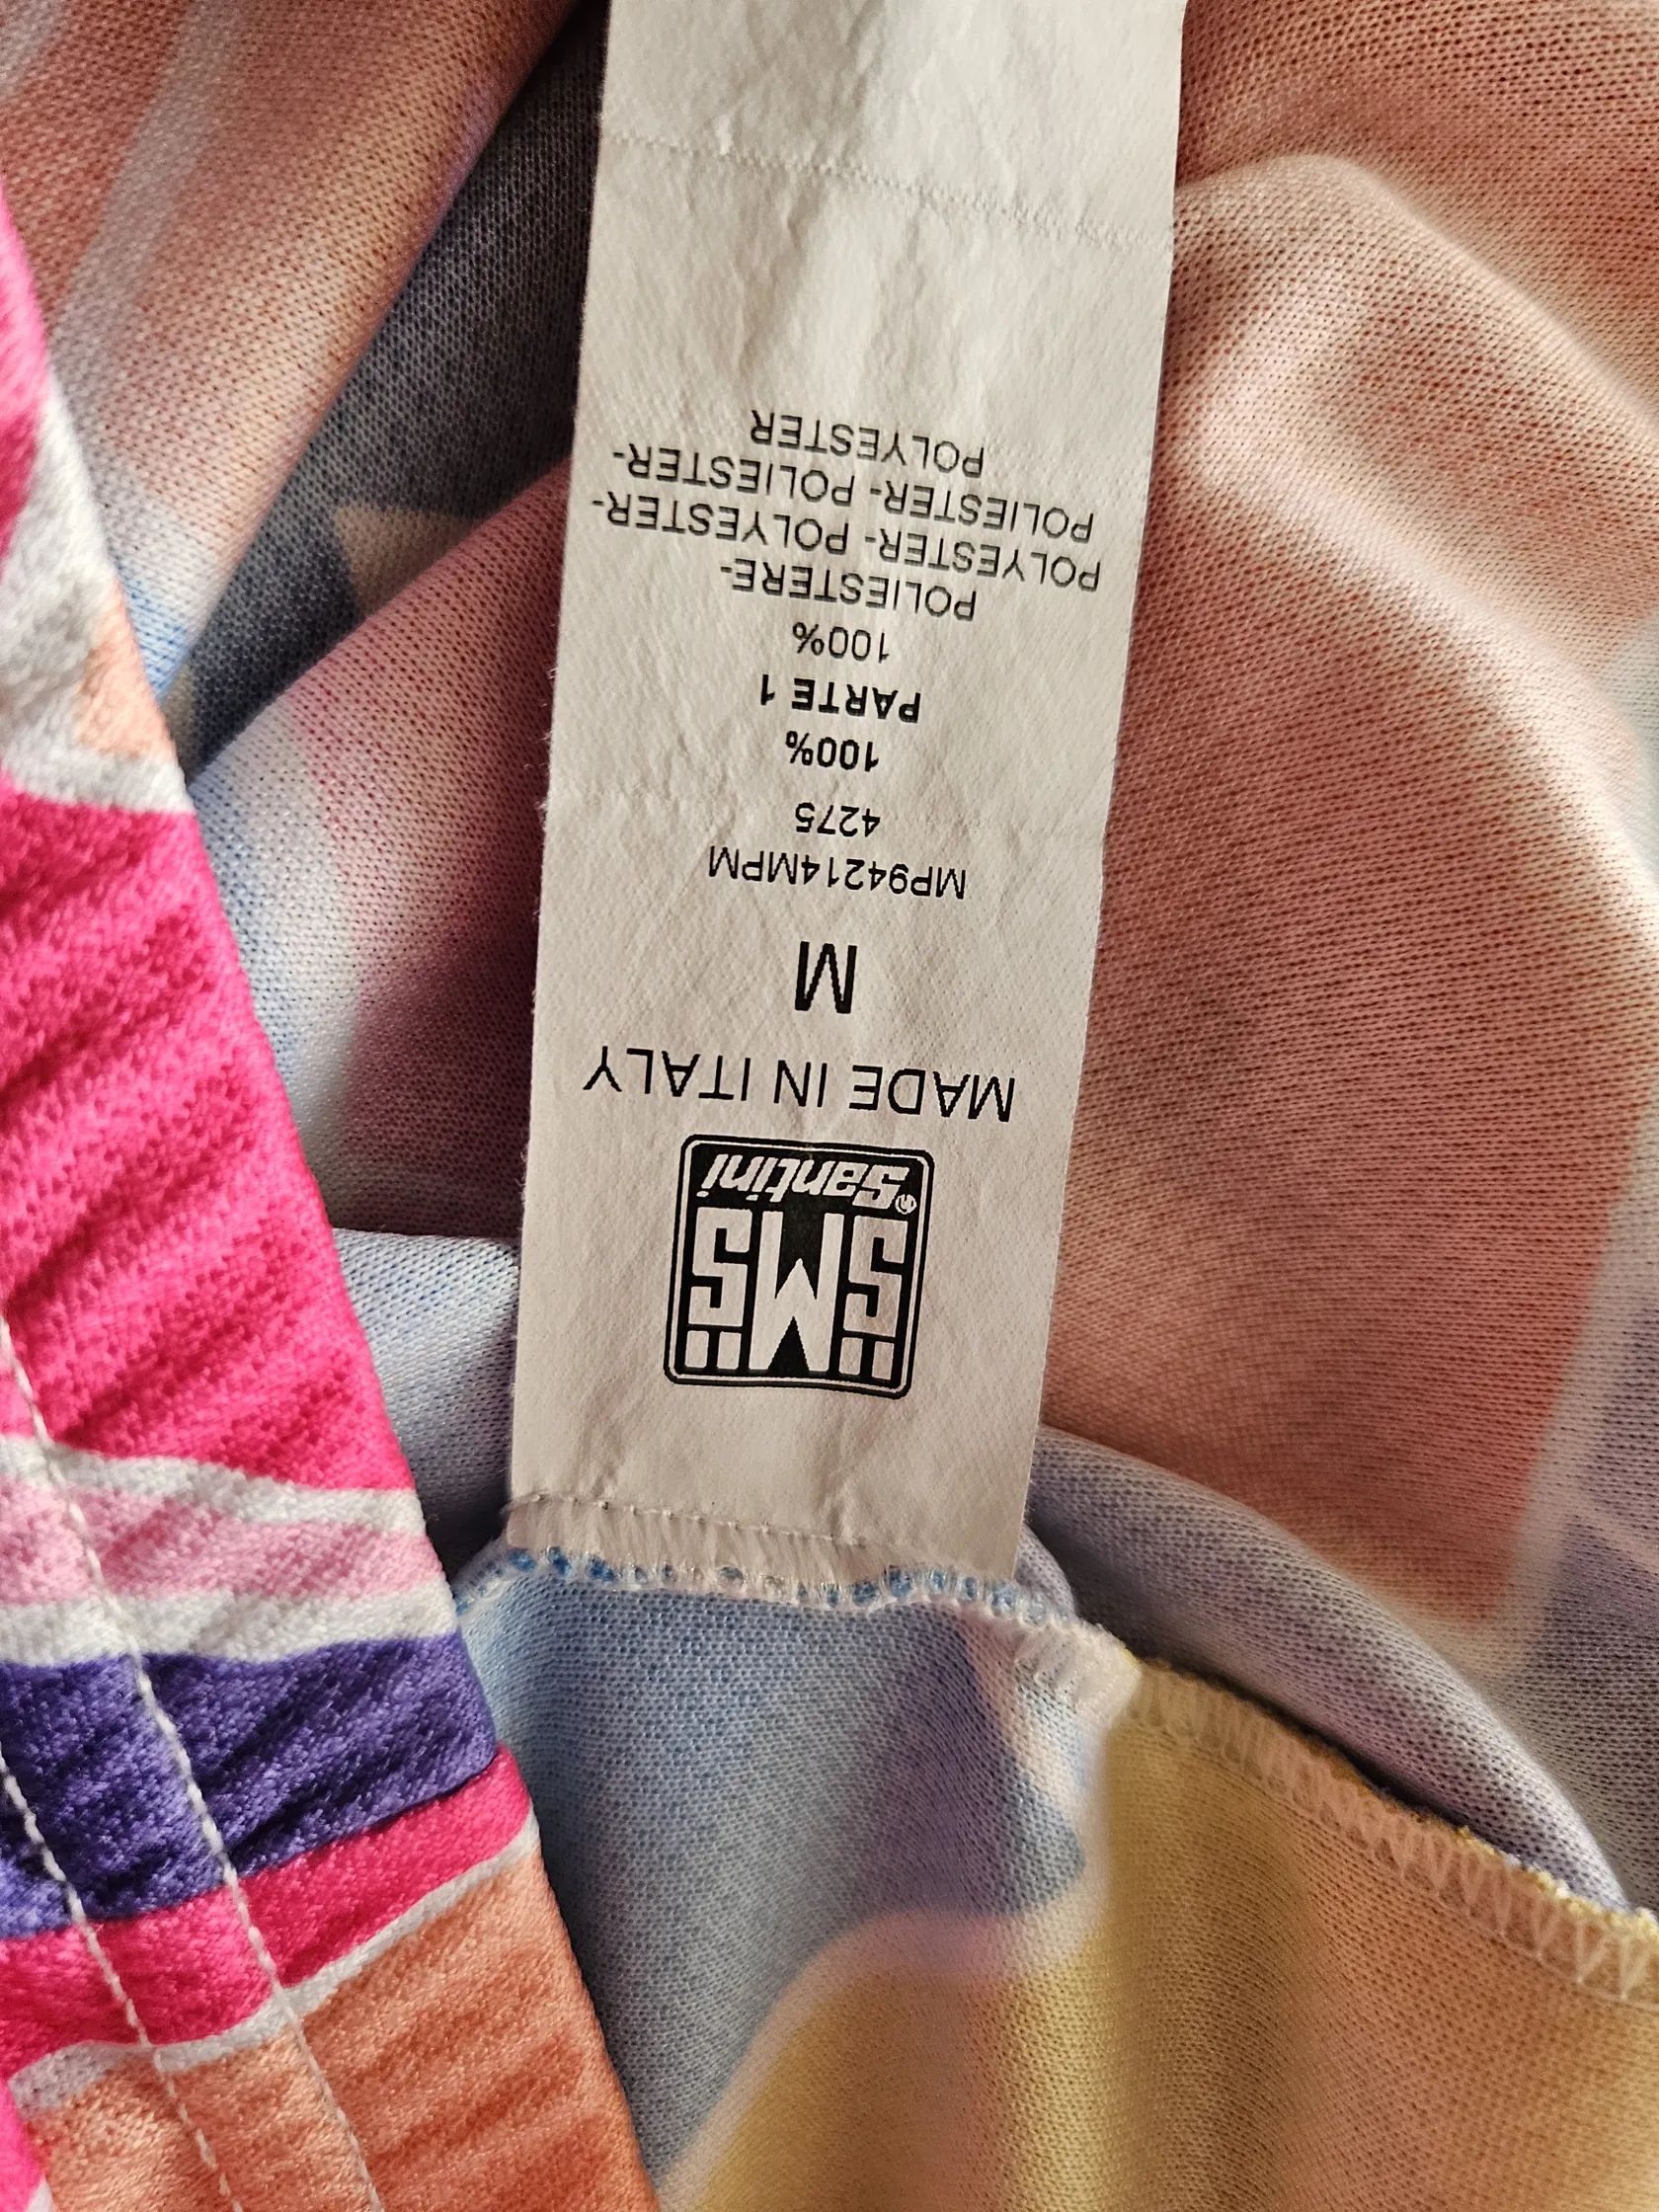 SMS
Santini
MADE IN ITALY
M
MP94214MPM
4275
100%
PARTE 1
100%
POLIESTERE-
POLYESTER- POLYESTER-
POLIESTER- POLIESTER-
POLYESTER